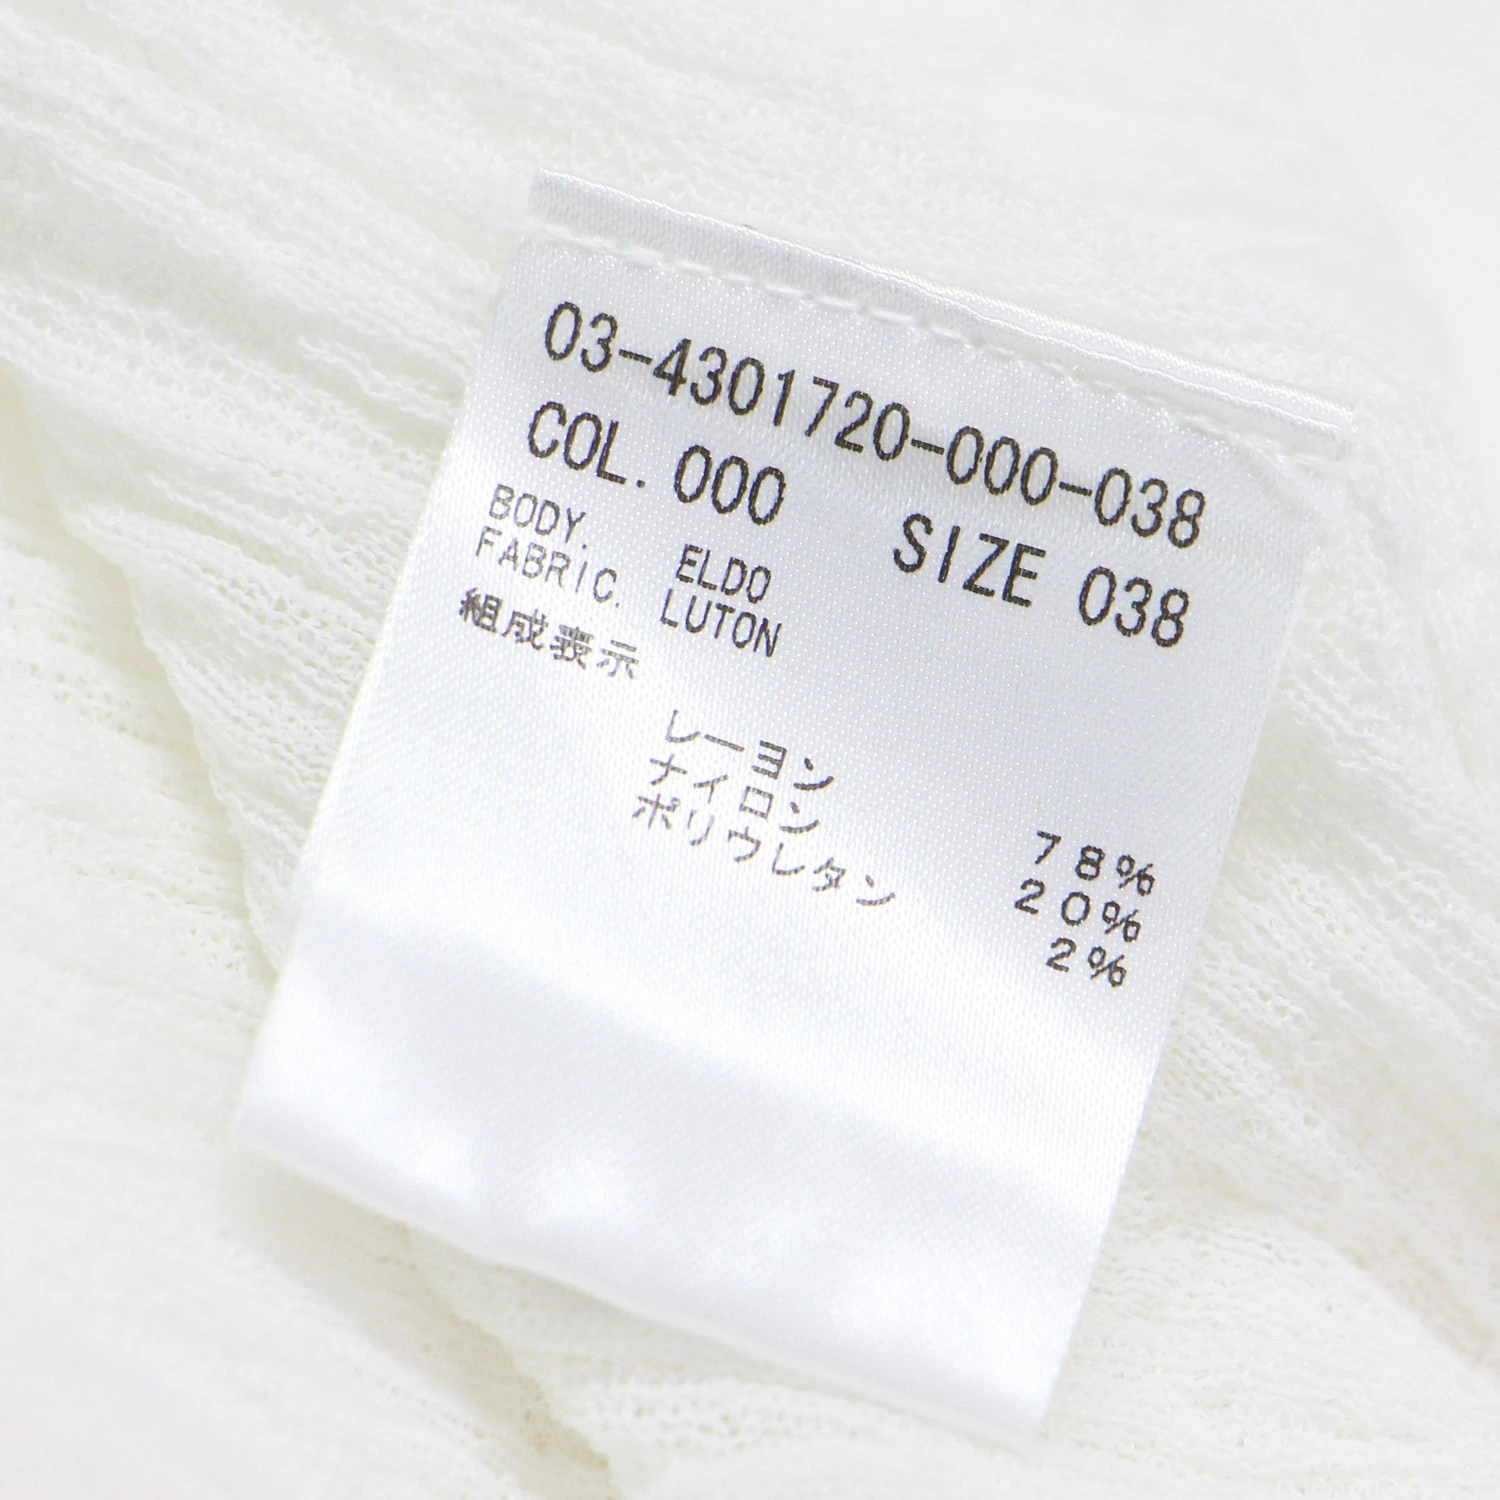 03-4301720-000-038
COL. 000 SIZE 038
BODY. ELDO
FABRIC. LUTON
組成表示
レーヨン 78%
ナイロン 20%
ポリウレタン 2%